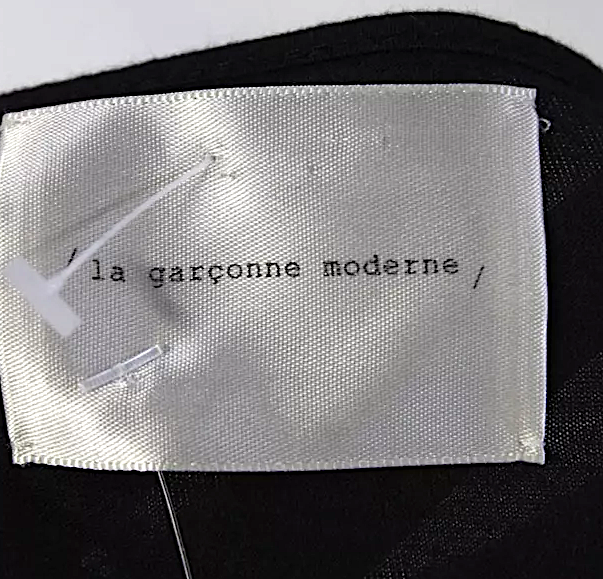 / la garçonne moderne /